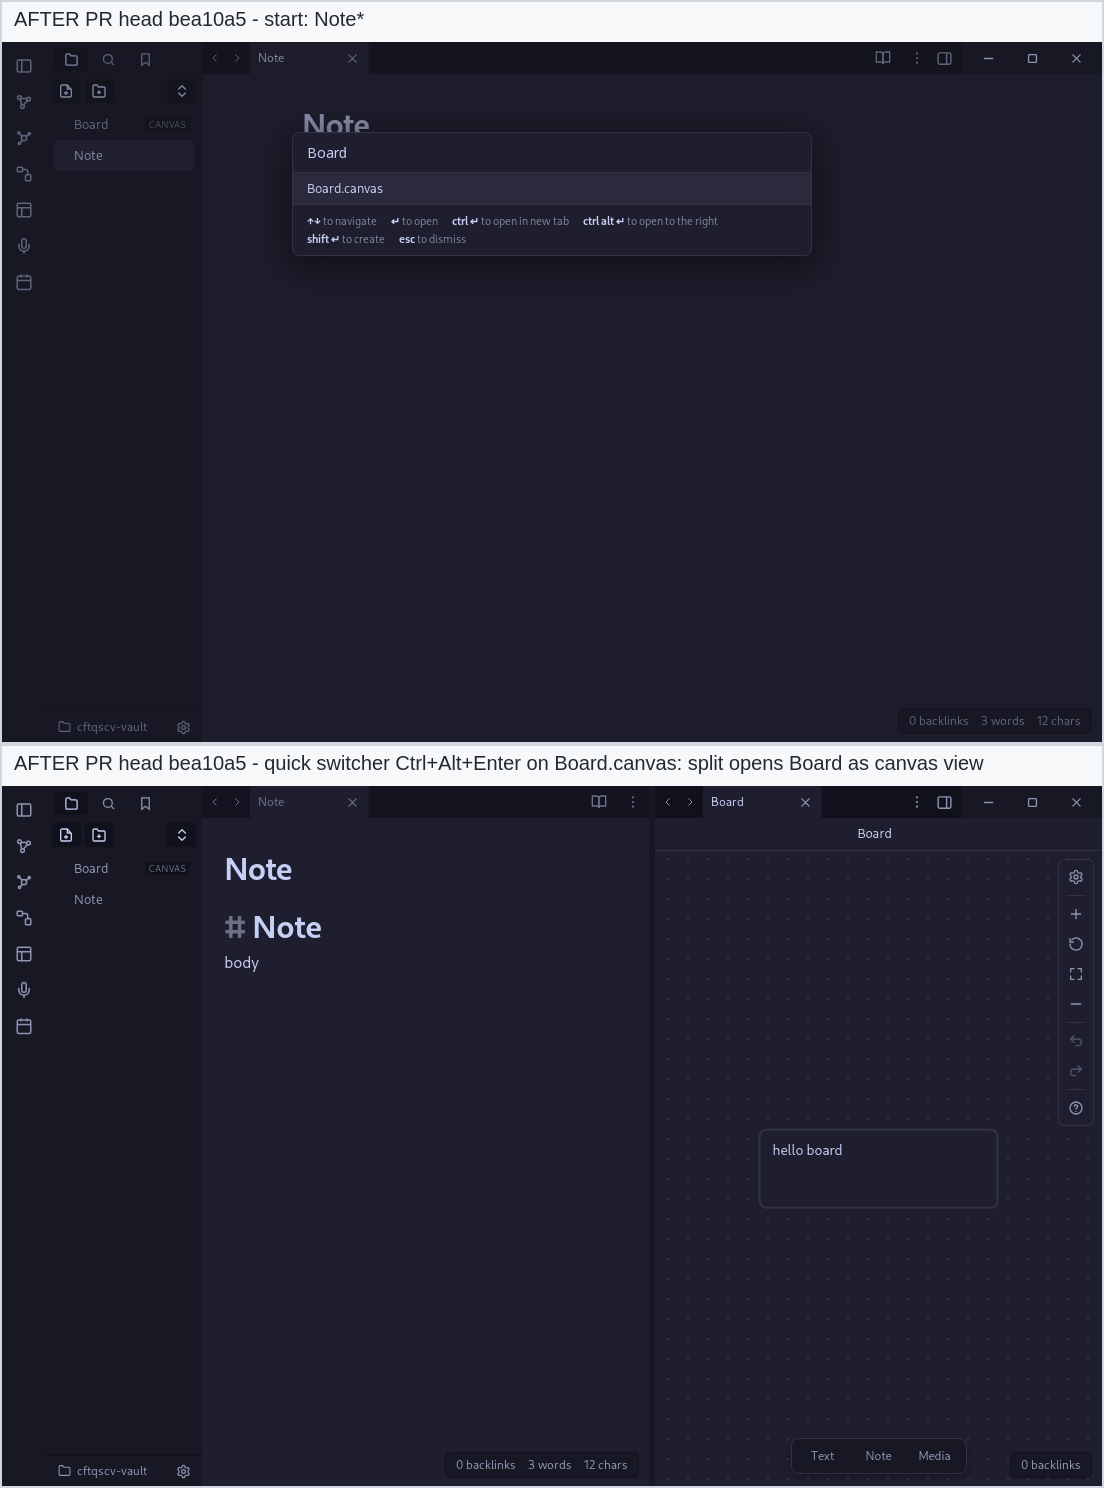 AFTER PR head bea10a5 - start: Note*
Note
Board CANVAS
Note
Note
Board
Board.canvas
↑↓ to navigate ↵ to open ctrl ↵ to open in new tab ctrl alt ↵ to open to the right
shift ↵ to create esc to dismiss
cftqscv-vault
0 backlinks 3 words 12 chars
AFTER PR head bea10a5 - quick switcher Ctrl+Alt+Enter on Board.canvas: split opens Board as canvas view
Note
Board
Board CANVAS
Note
Note
# Note
body
Board
hello board
Text Note Media
cftqscv-vault
0 backlinks 3 words 12 chars
0 backlinks